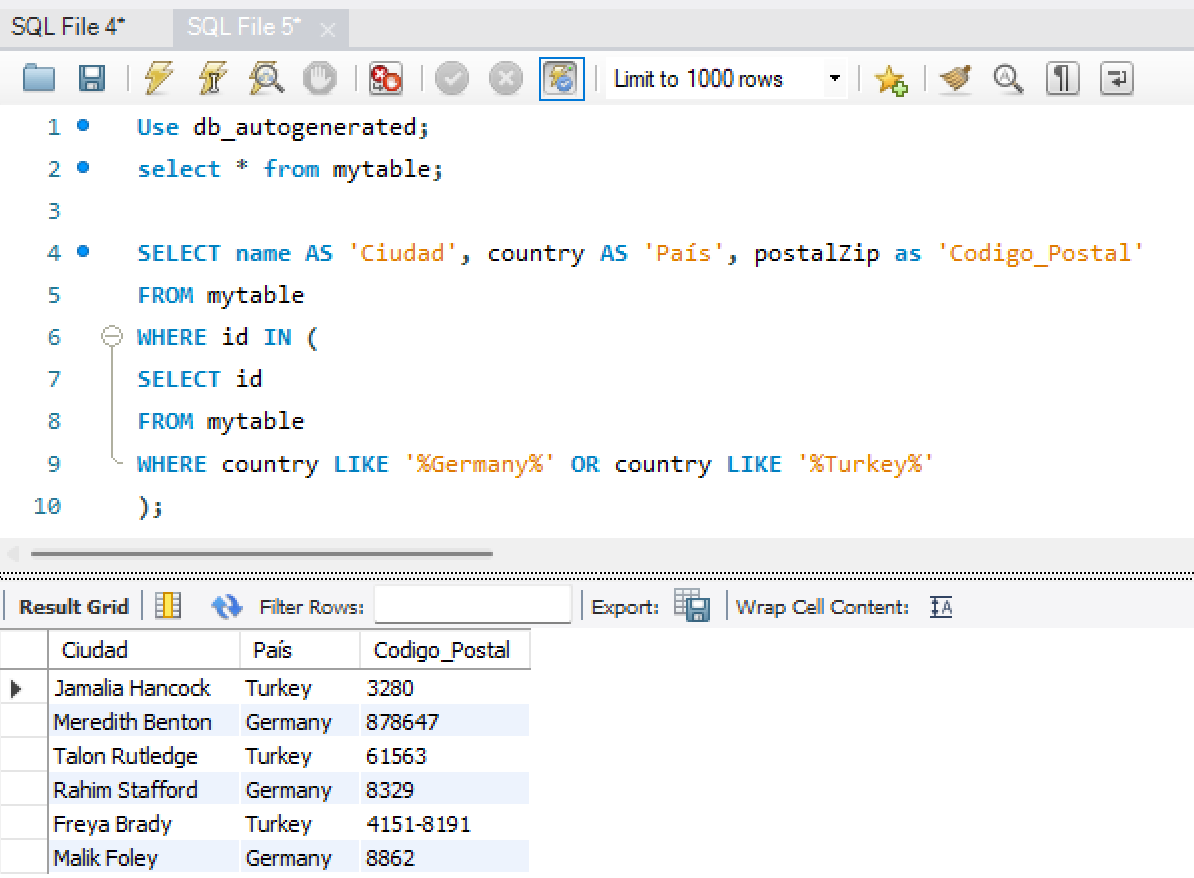 SQL File 4* SQL File 5*
Limit to 1000 rows
1 Use db_autogenerated;
2 select * from mytable;
3
4 SELECT name AS 'Ciudad', country AS 'País', postalZip as 'Codigo_Postal'
5 FROM mytable
6 WHERE id IN (
7 SELECT id
8 FROM mytable
9 WHERE country LIKE '%Germany%' OR country LIKE '%Turkey%'
10 );
Result Grid Filter Rows: Export: Wrap Cell Content:
Ciudad País Codigo_Postal
Jamalia Hancock Turkey 3280
Meredith Benton Germany 878647
Talon Rutledge Turkey 61563
Rahim Stafford Germany 8329
Freya Brady Turkey 4151-8191
Malik Foley Germany 8862